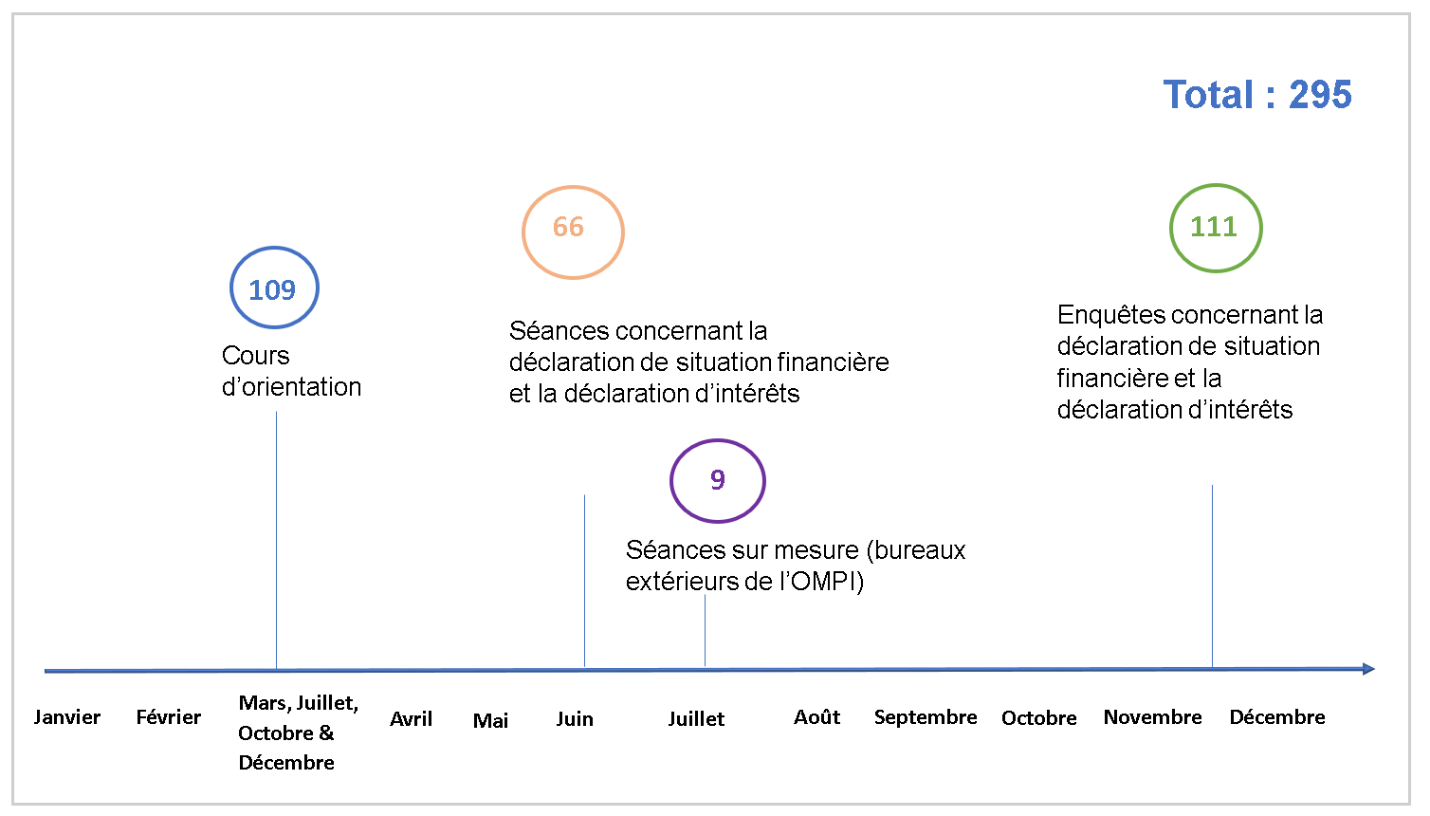 Total : 295
109
Cours
d’orientation
66
Séances concernant la
déclaration de situation financière
et la déclaration d’intérêts
111
Enquêtes concernant la
déclaration de situation
financière et la
déclaration d’intérêts
9
Séances sur mesure (bureaux
extérieurs de l’OMPI)
Janvier
Février
Mars, Juillet,
Octobre &
Décembre
Avril
Mai
Juin
Juillet
Août
Septembre
Octobre
Novembre
Décembre